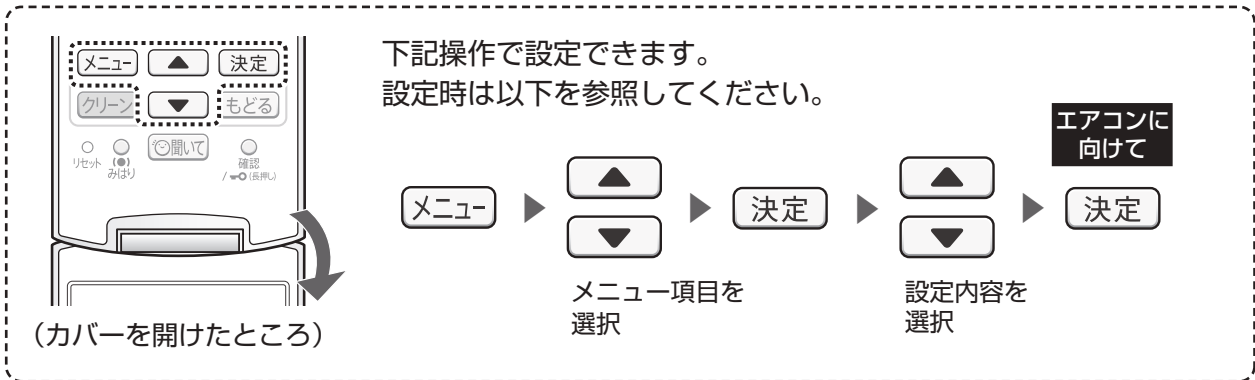 メニュー ▲ 決定
クリーン ▼ もどる
リセット みはり 聞いて 確認
/ (長押し)
(カバーを開けたところ)
下記操作で設定できます。
設定時は以下を参照してください。
メニュー ▶ ▲ ▼ ▶ 決定 ▶ ▲ ▼ ▶ 決定
エアコンに
向けて
メニュー項目を
選択
設定内容を
選択